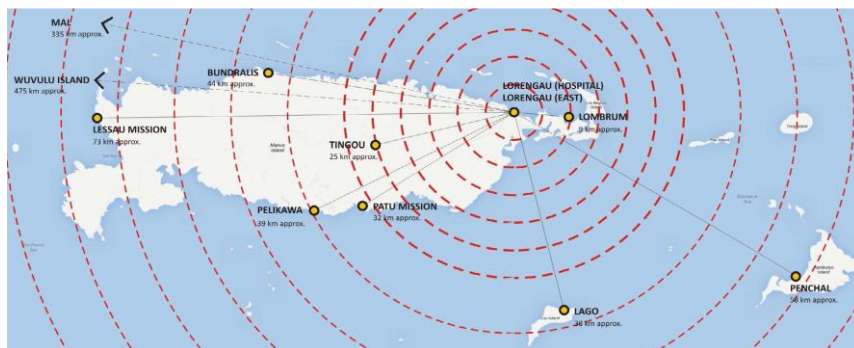 MAL
335 km approx.
WUVULU ISLAND
475 km approx.
BUNDRALIS
44 km approx.
LORENGAU (HOSPITAL)
LORENGAU (EAST)
LOMBRUM
9 km approx.
LESSAU MISSION
73 km approx.
TINGOU
25 km approx.
Manus
Island
PELIKAWA
39 km approx.
PATU MISSION
32 km approx.
PENCHAL
58 km approx.
LAGO
38 km approx.